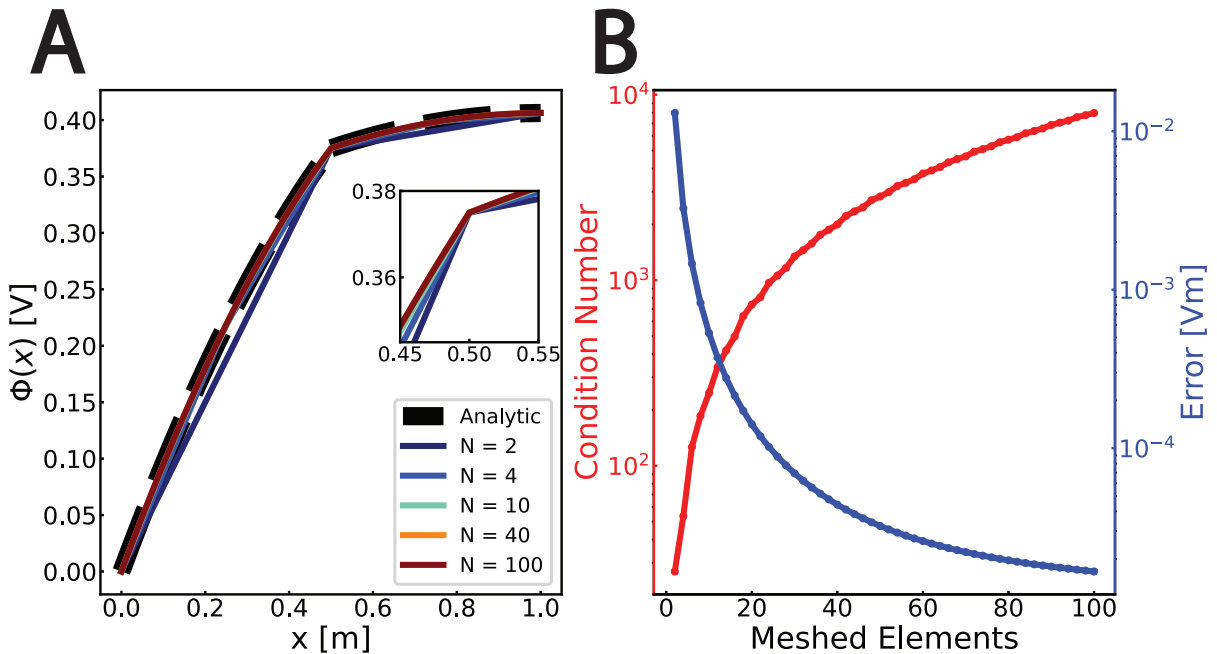 A
B
Φ(x) [V]
0.40
0.35
0.30
0.25
0.20
0.15
0.10
0.05
0.00
0.0 0.2 0.4 0.6 0.8 1.0
x [m]
0.38
0.36
0.45 0.50 0.55
Analytic
N = 2
N = 4
N = 10
N = 40
N = 100
Condition Number
10⁴
10³
10²
0 20 40 60 80 100
Meshed Elements
10⁻²
10⁻³
10⁻⁴
Error [Vm]